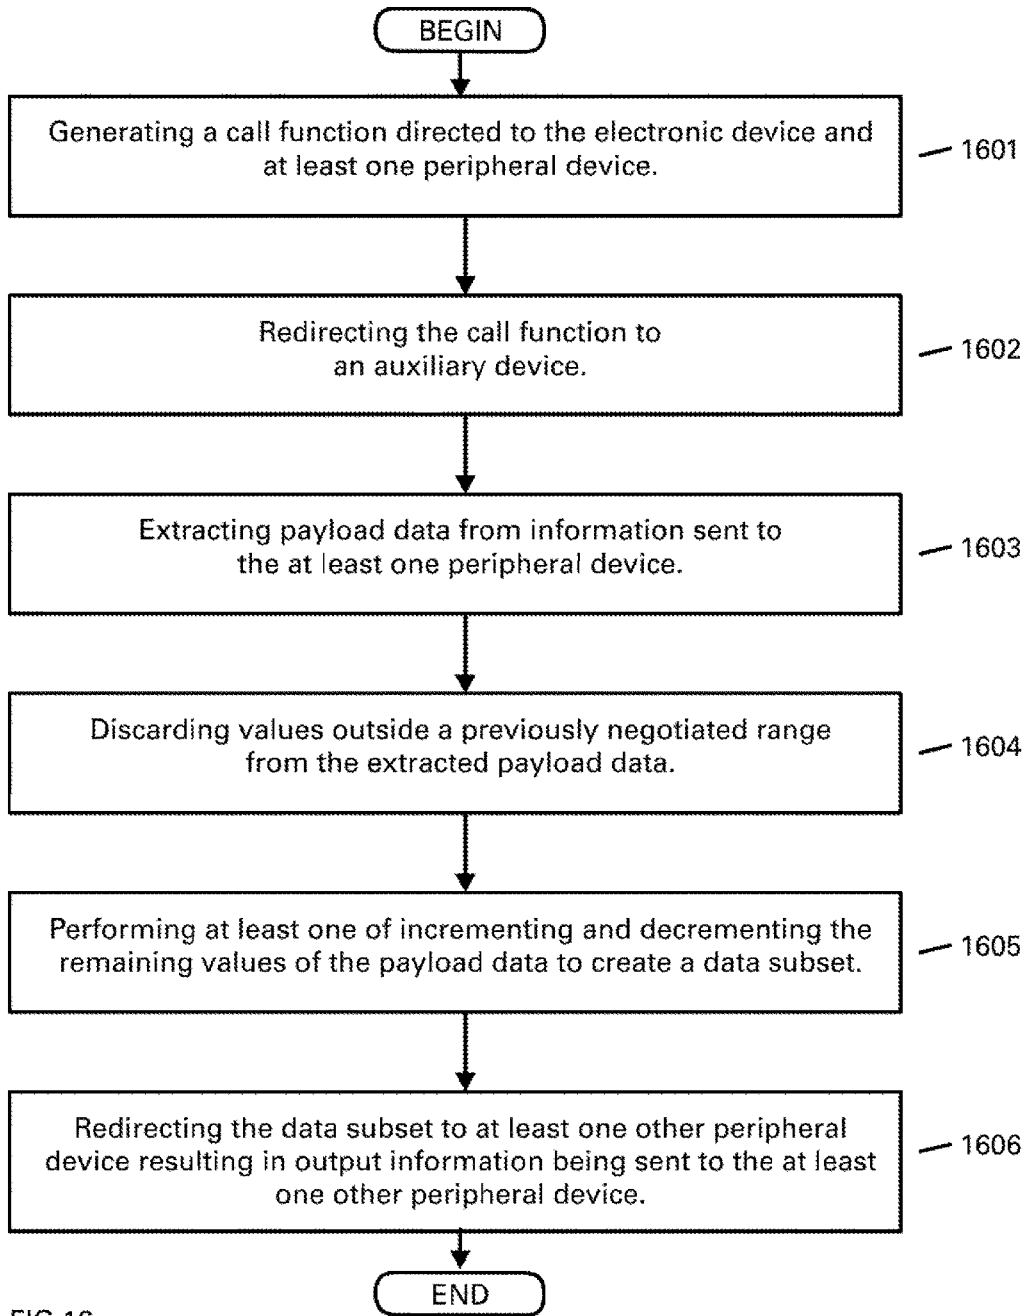 BEGIN
Generating a call function directed to the electronic device and
at least one peripheral device.
1601
Redirecting the call function to
an auxiliary device.
1602
Extracting payload data from information sent to
the at least one peripheral device.
1603
Discarding values outside a previously negotiated range
from the extracted payload data.
1604
Performing at least one of incrementing and decrementing the
remaining values of the payload data to create a data subset.
1605
Redirecting the data subset to at least one other peripheral
device resulting in output information being sent to the at least
one other peripheral device.
1606
END